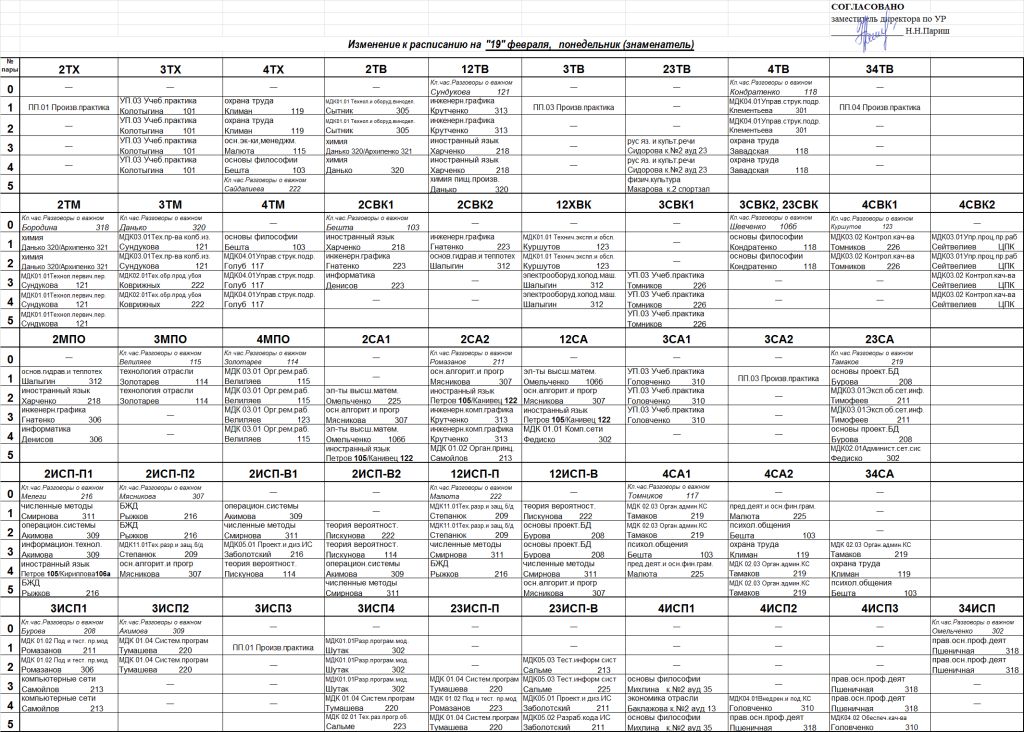 СОГЛАСОВАНО
заместитель директора по УР
Н.Н.Париш
Изменение к расписанию на "19" февраля, понедельник (знаменатель)
№ пары 2ТХ 3ТХ 4ТХ 2ТВ 12ТВ 3ТВ 23ТВ 4ТВ 34ТВ
0 — — — — Кл.час.Разговоры о важном — — Кл.час.Разговоры о важном —
Сундукова 121 Кондратенко 118
1 ПП.01 Произв.практика УП.03 Учеб.практика охрана труда МДК01.01 Технол.и оборуд.винодел. инженерн.графика ПП.03 Произв.практика — МДК04.01Управ.струк.подр. ПП.04 Произв.практика
Колотыгина 101 Климан 119 Сытник 305 Крутченко 313 Клементьева 301
2 — УП.03 Учеб.практика охрана труда МДК01.01 Технол.и оборуд.винодел. инженерн.графика — — МДК04.01Управ.струк.подр. —
Колотыгина 101 Климан 119 Сытник 305 Крутченко 313 Клементьева 301
3 — УП.03 Учеб.практика осн.эк-ки,менеджм. химия иностранный язык — рус яз. и культ.речи охрана труда —
Колотыгина 101 Малюта 115 Данько 320/Архипенко 321 Харченко 218 Сидорова к.№2 ауд 23 Завадская 118
4 — УП.03 Учеб.практика основы философии химия иностранный язык — рус яз. и культ.речи охрана труда —
Колотыгина 101 Бешта 103 Данько 320 Харченко 218 Сидорова к.№2 ауд 23 Завадская 118
5 Кл.час.Разговоры о важном химия пищ.произв. физич.культура
Сайдалиева 222 Данько 320 Макарова к.2 спортзал
2ТМ 3ТМ 4ТМ 2СВК1 2СВК2 12ХВК 3СВК1 3СВК2, 23СВК 4СВК1 4СВК2
0 Кл.час.Разговоры о важном Кл.час.Разговоры о важном — Кл.час.Разговоры о важном — — — Кл.час.Разговоры о важном Кл.час.Разговоры о важном —
Бородина 318 Данько 320 Бешта 103 Шевченко 106б Куршутов 123
1 химия МДК03.01Тех.пр-ва колб.из. основы философии иностранный язык инженерн.графика МДК01.01 Технич.экспл.и обсл. — основы философии МДК03.02 Контрол.кач-ва МДК03.01Упр.проц.пр.раб
Данько 320/Архипенко 321 Сундукова 121 Бешта 103 Харченко 218 Гнатенко 223 Куршутов 123 Кондратенко 118 Томников 226 Сейтвелиев ЦПК
2 химия МДК03.01Тех.пр-ва колб.из. МДК04.01Управ.струк.подр. инженерн.графика основ.гидрав.и теплотех МДК01.01 Технич.экспл.и обсл. — основы философии МДК03.02 Контрол.кач-ва МДК03.01Упр.проц.пр.раб
Данько 320/Архипенко 321 Сундукова 121 Голуб 117 Гнатенко 223 Шалыгин 312 Куршутов 123 Кондратенко 118 Томников 226 Сейтвелиев ЦПК
3 МДК01.01Технол.первич.пер. МДК02.01Тех.обр.прод убоя МДК04.01Управ.струк.подр. информатика — электрооборуд.холод.маш. УП.03 Учеб.практика — — МДК03.02 Контрол.кач-ва
Сундукова 121 Коврижных 222 Голуб 117 Денисов 223 Шалыгин 312 Томников 226 Сейтвелиев ЦПК
4 МДК01.01Технол.первич.пер. МДК02.01Тех.обр.прод убоя МДК04.01Управ.струк.подр. — — электрооборуд.холод.маш. УП.03 Учеб.практика — — МДК03.02 Контрол.кач-ва
Сундукова 121 Коврижных 222 Голуб 117 Шалыгин 312 Томников 226 Сейтвелиев ЦПК
5 МДК01.01Технол.первич.пер. УП.03 Учеб.практика
Сундукова 121 Томников 226
2МПО 3МПО 4МПО 2СА1 2СА2 12СА 3СА1 3СА2 23СА
0 — Кл.час.Разговоры о важном Кл.час.Разговоры о важном — Кл.час.Разговоры о важном — — — Кл.час.Разговоры о важном
Велиляев 115 Золотарев 114 Ромазанов 211 Тамаков 219
1 основ.гидрав.и теплотех технология отрасли МДК 03.01 Орг.рем.раб. — осн.алгорит.и прогр эл-ты высш.матем. УП.03 Учеб.практика ПП.03 Произв.практика основы проект.БД
Шалыгин 312 Золотарев 114 Велиляев 115 Мясникова 307 Омельченко 106б Головченко 310 Бурова 208
2 иностранный язык технология отрасли МДК 03.01 Орг.рем.раб. эл-ты высш.матем. иностранный язык осн.алгорит.и прогр УП.03 Учеб.практика — МДК03.01Эксп.об.сет.инф.
Харченко 218 Золотарев 114 Велиляев 115 Омельченко 225 Петров 105/Канивец 122 Мясникова 307 Головченко 310 Тимофеев 211
3 инженерн.графика — МДК 03.01 Орг.рем.раб. осн.алгорит.и прогр инженерн.комп.графика иностранный язык УП.03 Учеб.практика — МДК03.01Эксп.об.сет.инф.
Гнатенко 306 Велиляев 123 Мясникова 307 Крутченко 313 Петров 105/Канивец 122 Головченко 310 Тимофеев 211
4 информатика — МДК 03.01 Орг.рем.раб. эл-ты высш.матем. инженерн.комп.графика МДК 01.01 Комп.сети — — основы проект.БД
Денисов 306 Велиляев 115 Омельченко 106б Крутченко 313 Федиско 302 Бурова 208
5 иностранный язык МДК 01.02 Орган.принц. МДК02.01Админист.сет.сис
Петров 105/Канивец 122 Самойлов 213 Федиско 302
2ИСП-П1 2ИСП-П2 2ИСП-В1 2ИСП-В2 12ИСП-П 12ИСП-В 4СА1 4СА2 34СА
0 Кл.час.Разговоры о важном Кл.час.Разговоры о важном — — Кл.час.Разговоры о важном — Кл.час.Разговоры о важном — —
Мелеги 216 Мясникова 307 Малюта 222 Томников 117
1 численные методы БЖД операцион.системы — МДК11.01Тех разр.и защ.б/д теория вероятност. МДК 02.03 Орган.админ.КС пред.деят.и осн.фин.грам. —
Смирнова 311 Рыжков 216 Акимова 309 Степанюк 209 Пискунова 222 Тамаков 219 Малюта 225
2 операцион.системы БЖД численные методы теория вероятност. МДК11.01Тех разр.и защ.б/д основы проект.БД МДК 02.03 Орган.админ.КС психол.общения —
Акимова 309 Рыжков 216 Смирнова 311 Пискунова 222 Степанюк 209 Бурова 208 Тамаков 219 Бешта 103
3 информацион.технол. МДК11.01Тех разр.и защ.б/д МДК05.01 Проект.и диз.ИС теория вероятност. численные методы основы проект.БД психол.общения охрана труда МДК 02.03 Орган.админ.КС
Акимова 309 Степанюк 209 Заболотский 216 Пискунова 114 Смирнова 311 Бурова 208 Бешта 103 Климан 119 Тамаков 219
4 иностранный язык осн.алгорит.и прогр теория вероятност. операцион.системы БЖД численные методы пред.деят.и осн.фин.грам. МДК 02.03 Орган.админ.КС охрана труда
Петров 105/Кириллова106а Мясникова 307 Пискунова 114 Акимова 309 Рыжков 216 Смирнова 311 Малюта 225 Тамаков 219 Климан 119
5 БЖД численные методы осн.алгорит.и прогр МДК 02.03 Орган.админ.КС психол.общения
Рыжков 216 Смирнова 311 Мясникова 307 Тамаков 219 Бешта 103
3ИСП1 3ИСП2 3ИСП3 3ИСП4 23ИСП-П 23ИСП-В 4ИСП1 4ИСП2 4ИСП3 34ИСП
0 Кл.час.Разговоры о важном Кл.час.Разговоры о важном — — — — — — — Кл.час.Разговоры о важном
Бурова 208 Акимова 309 Омельченко 302
1 МДК 01.02 Под и тест. пр.мод МДК 01.04 Систем.програм ПП.01 Произв.практика МДК01.01Разр.програм.мод. — — — — — прав.осн.проф.деят
Ромазанов 211 Тумашева 220 Шутак 302 Пшеничная 318
2 МДК 01.02 Под и тест. пр.мод МДК 01.04 Систем.програм — МДК01.01Разр.програм.мод. — МДК05.03 Тест.информ сист — — — прав.осн.проф.деят
Ромазанов 306 Тумашева 220 Шутак 302 Сальме 213 Пшеничная 318
3 компьютерные сети — — МДК01.01Разр.програм.мод. МДК 01.04 Систем.програм МДК05.03 Тест.информ сист основы философии — прав.осн.проф.деят —
Самойлов 213 Шутак 302 Тумашева 220 Сальме 225 Михлина к.№2 ауд 35 Пшеничная 318
4 компьютерные сети — — МДК 01.04 Систем.програм МДК 01.02 Под и тест. пр.мод МДК05.01 Проект.и диз.ИС экономика отрасли МДК04.01Внедрен.и под КС прав.осн.проф.деят —
Самойлов 213 Тумашева 220 Ромазанов 223 Заболотский 211 Баклажова к.№2 ауд 13 Головченко 310 Пшеничная 318
5 МДК 02.01 Тех.раз.прогр.об. МДК 01.04 Систем.програм МДК05.02 Разраб.кода ИС основы философии прав.осн.проф.деят МДК04.02 Обеспеч.кач-ва
Сальме 223 Тумашева 220 Заболотский 211 Михлина к.№2 ауд 35 Пшеничная 318 Головченко 310